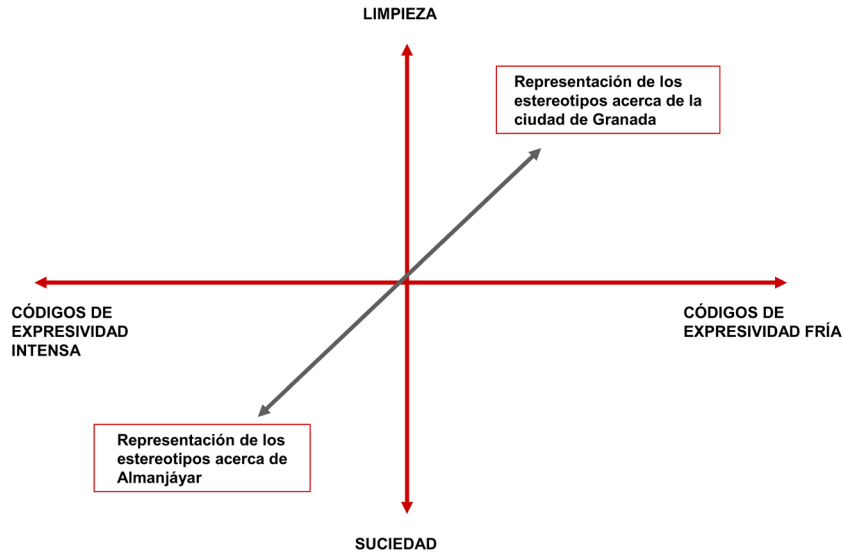 LIMPIEZA
Representación de los
estereotipos acerca de la
ciudad de Granada
CÓDIGOS DE
EXPRESIVIDAD
INTENSA
CÓDIGOS DE
EXPRESIVIDAD FRÍA
Representación de los
estereotipos acerca de
Almanjáyar
SUCIEDAD